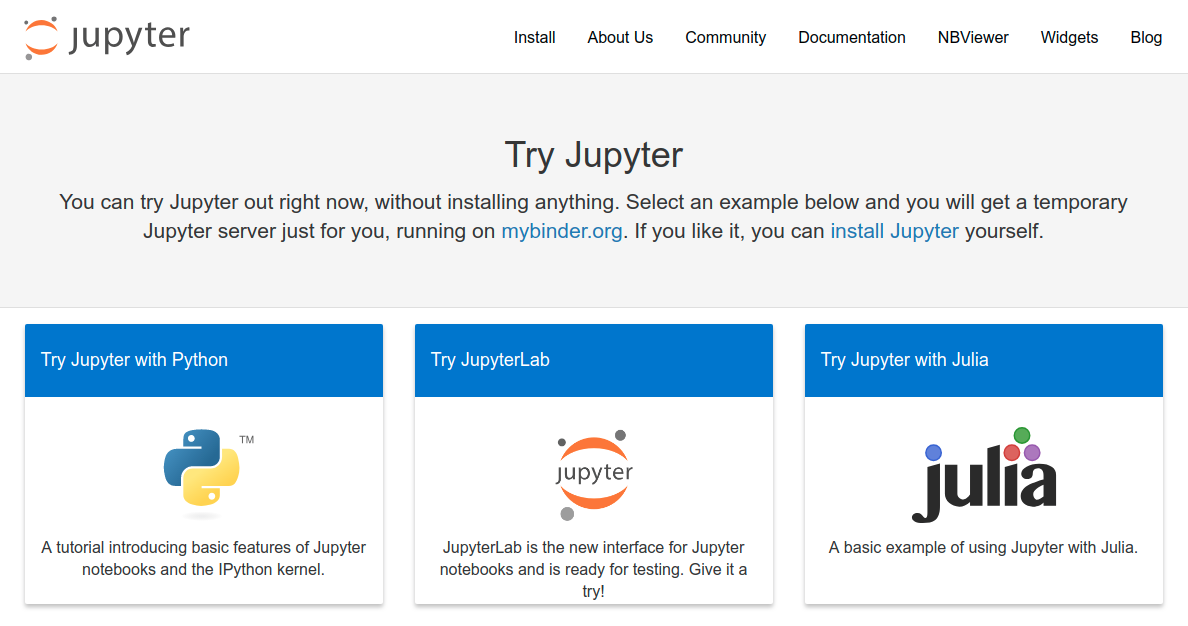 jupyter
Install About Us Community Documentation NBViewer Widgets Blog
Try Jupyter
You can try Jupyter out right now, without installing anything. Select an example below and you will get a temporary
Jupyter server just for you, running on mybinder.org. If you like it, you can install Jupyter yourself.
Try Jupyter with Python
TM
A tutorial introducing basic features of Jupyter
notebooks and the IPython kernel.
Try JupyterLab
jupyter
JupyterLab is the new interface for Jupyter
notebooks and is ready for testing. Give it a
try!
Try Jupyter with Julia
julia
A basic example of using Jupyter with Julia.